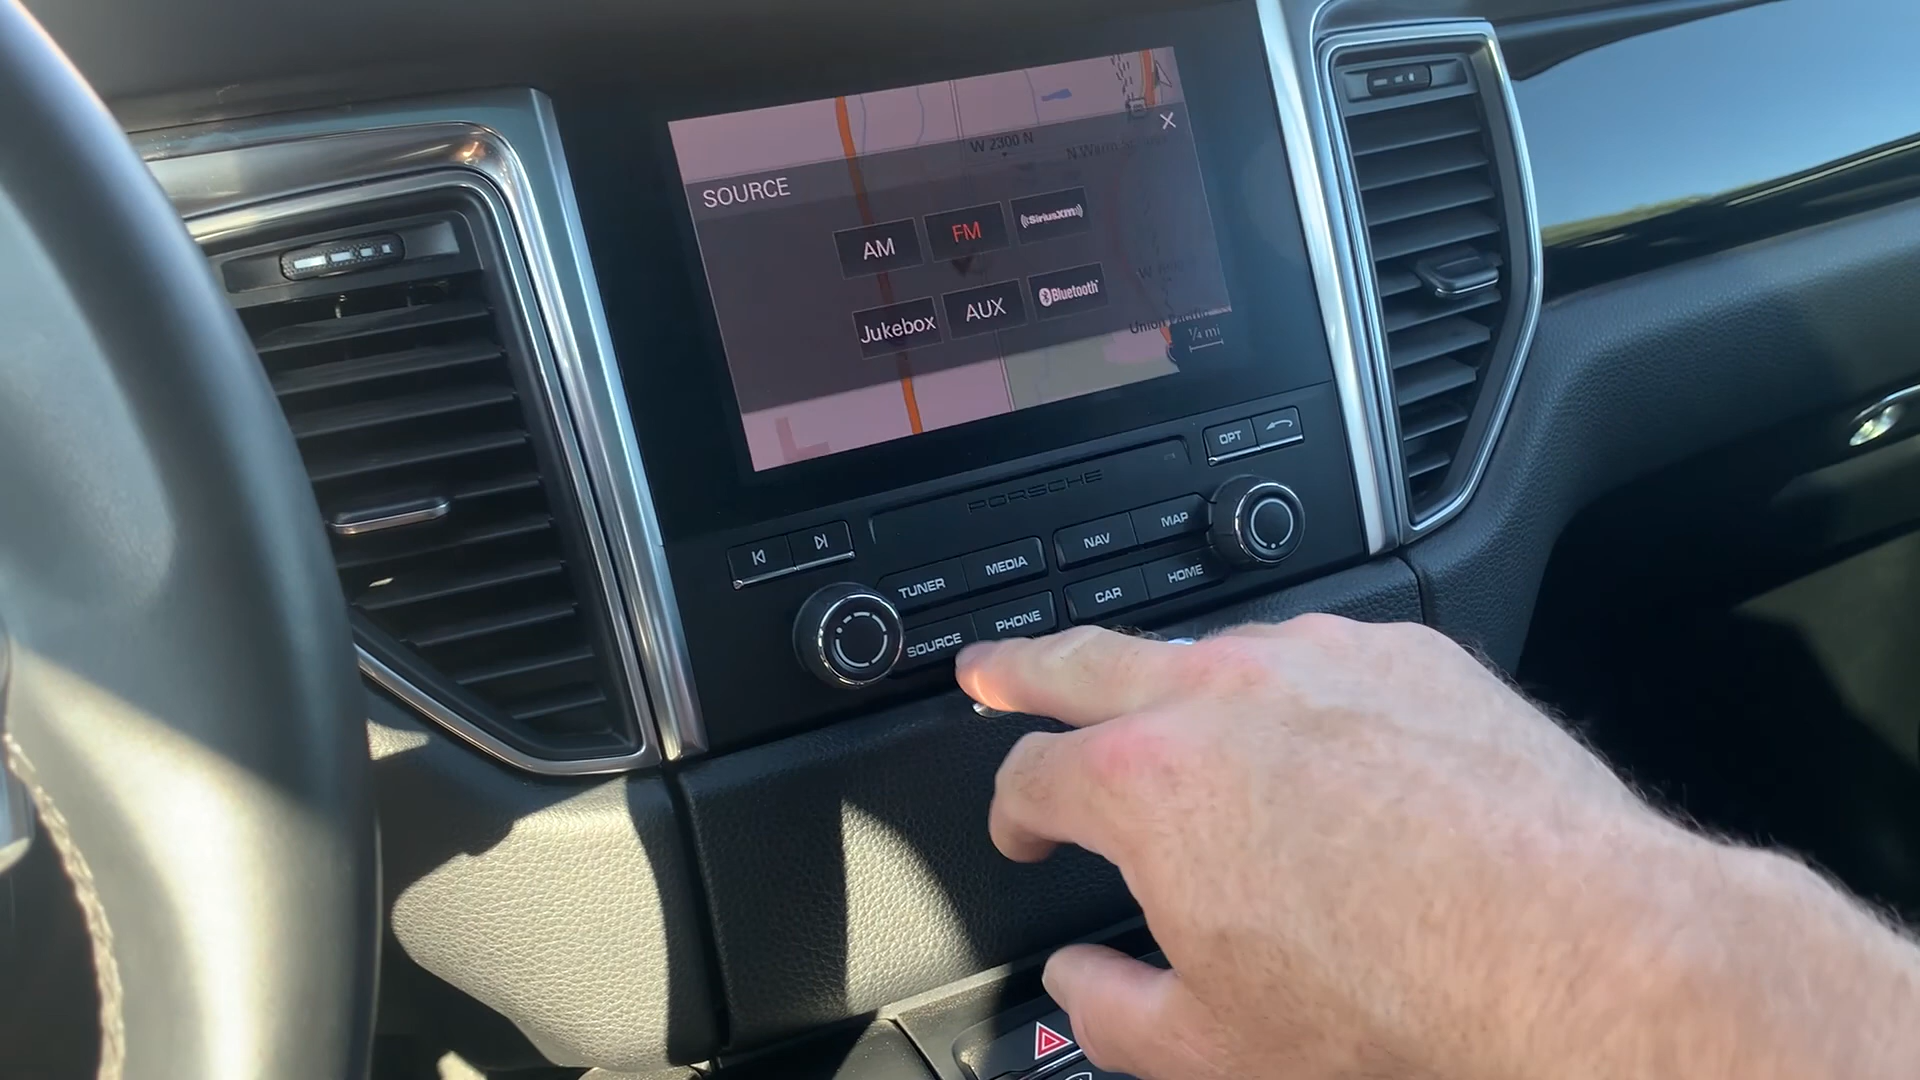 W 2300 N
SOURCE
AM
FM
((SiriusXM))
Jukebox
AUX
Bluetooth
Union
1/4 mi
OPT
PORSCHE
TUNER
MEDIA
NAV
MAP
SOURCE
PHONE
CAR
HOME